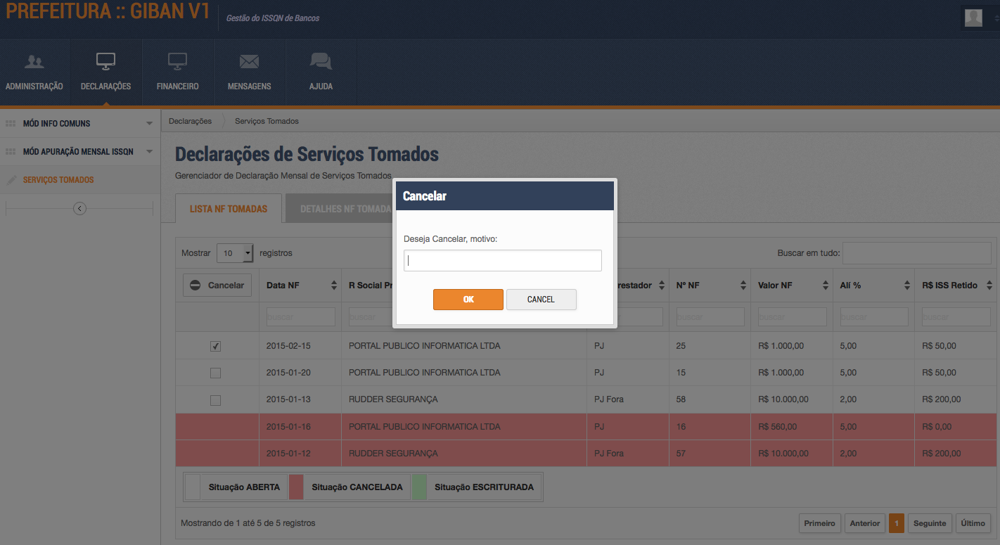 PREFEITURA :: GIBAN V1
Gestão do ISSQN de Bancos
ADMINISTRAÇÃO DECLARAÇÕES FINANCEIRO MENSAGENS AJUDA
MÓD INFO COMUNS
MÓD APURAÇÃO MENSAL ISSQN
SERVIÇOS TOMADOS
Declarações Serviços Tomados
Declarações de Serviços Tomados
Gerenciador de Declaração Mensal de Serviços Tomados
LISTA NF TOMADAS DETALHES NF TOMADA
Cancelar
Deseja Cancelar, motivo:
OK CANCEL
Mostrar 10 registros Buscar em tudo:
Cancelar Data NF R Social Pr restador Nº NF Valor NF Alí % R$ ISS Retido
buscar buscar buscar buscar buscar buscar
2015-02-15 PORTAL PUBLICO INFORMATICA LTDA PJ 25 R$ 1.000,00 5,00 R$ 50,00
2015-01-20 PORTAL PUBLICO INFORMATICA LTDA PJ 15 R$ 1.000,00 5,00 R$ 50,00
2015-01-13 RUDDER SEGURANÇA PJ Fora 58 R$ 10.000,00 2,00 R$ 200,00
2015-01-16 PORTAL PUBLICO INFORMATICA LTDA PJ 16 R$ 560,00 5,00 R$ 0,00
2015-01-12 RUDDER SEGURANÇA PJ Fora 57 R$ 10.000,00 2,00 R$ 200,00
Situação ABERTA Situação CANCELADA Situação ESCRITURADA
Mostrando de 1 até 5 de 5 registros
Primeiro Anterior 1 Seguinte Último